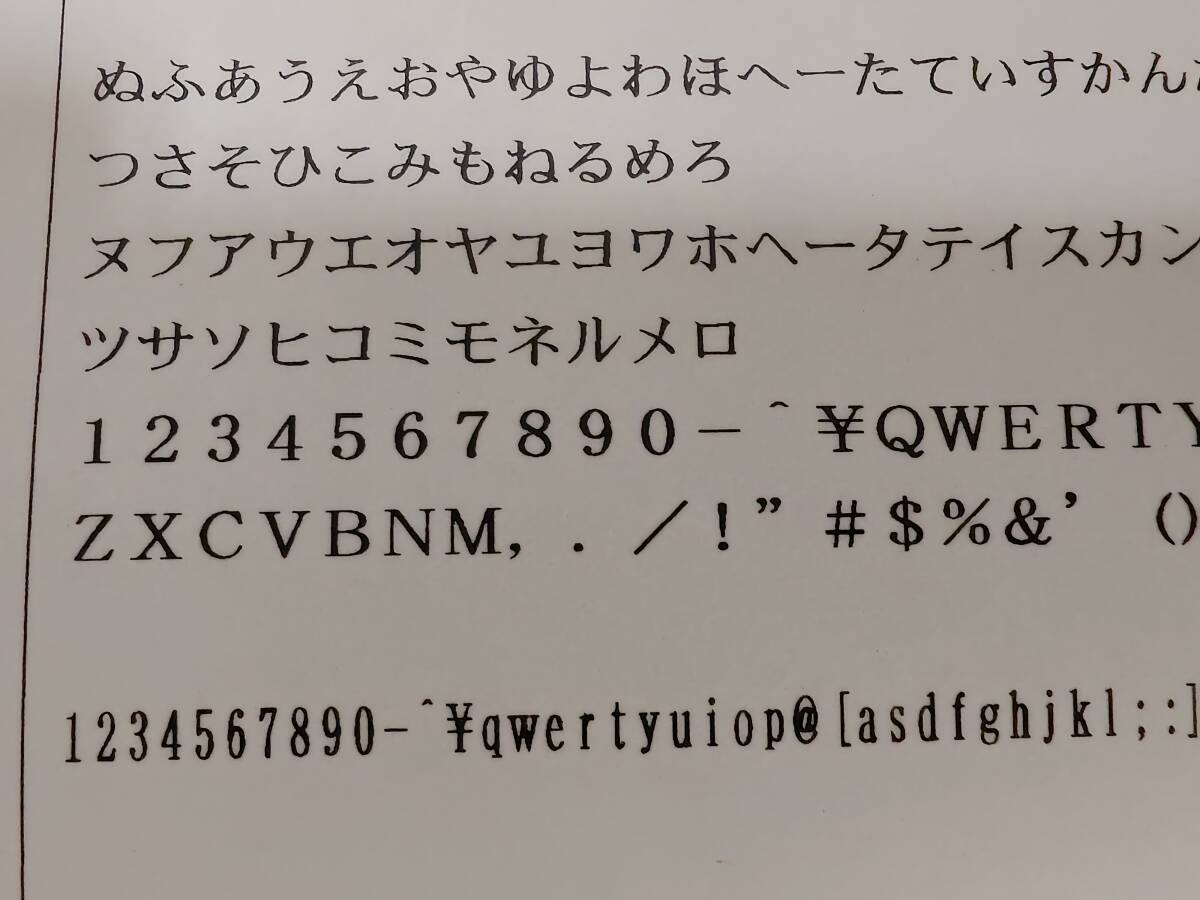 ぬふあうえおやゆよわほへーたていすかん
つさそひこみもねるめろ
ヌフアウエオヤユヨワホヘータテイスカン
ツサソヒコミモネルメロ
１２３４５６７８９０－＾￥ＱＷＥＲＴＹ
ＺＸＣＶＢＮＭ，．／！”＃＄％＆’（）
1234567890-^¥qwertyuiop@[asdfghjkl;:]